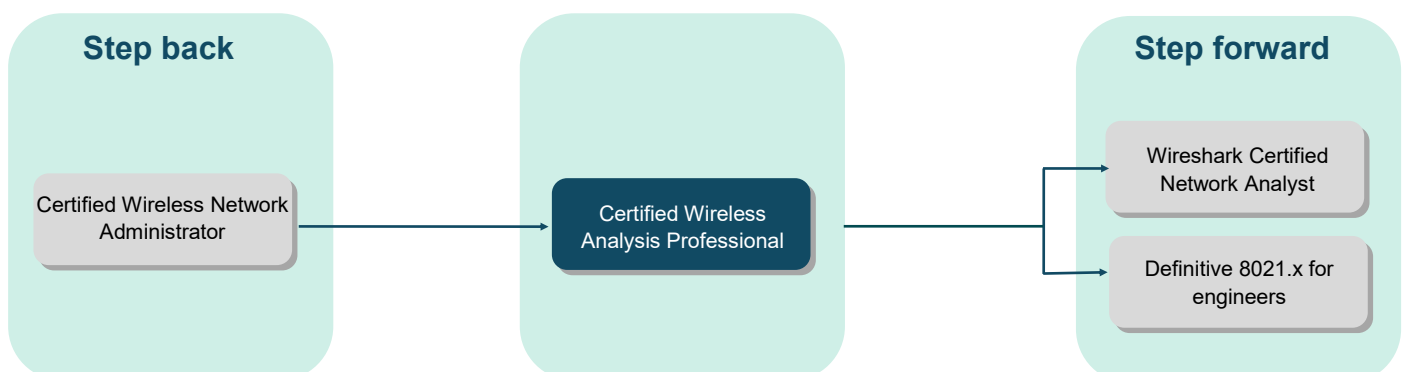 Step back
Step forward
Certified Wireless Network
Administrator
Certified Wireless
Analysis Professional
Wireshark Certified
Network Analyst
Definitive 8021.x for
engineers